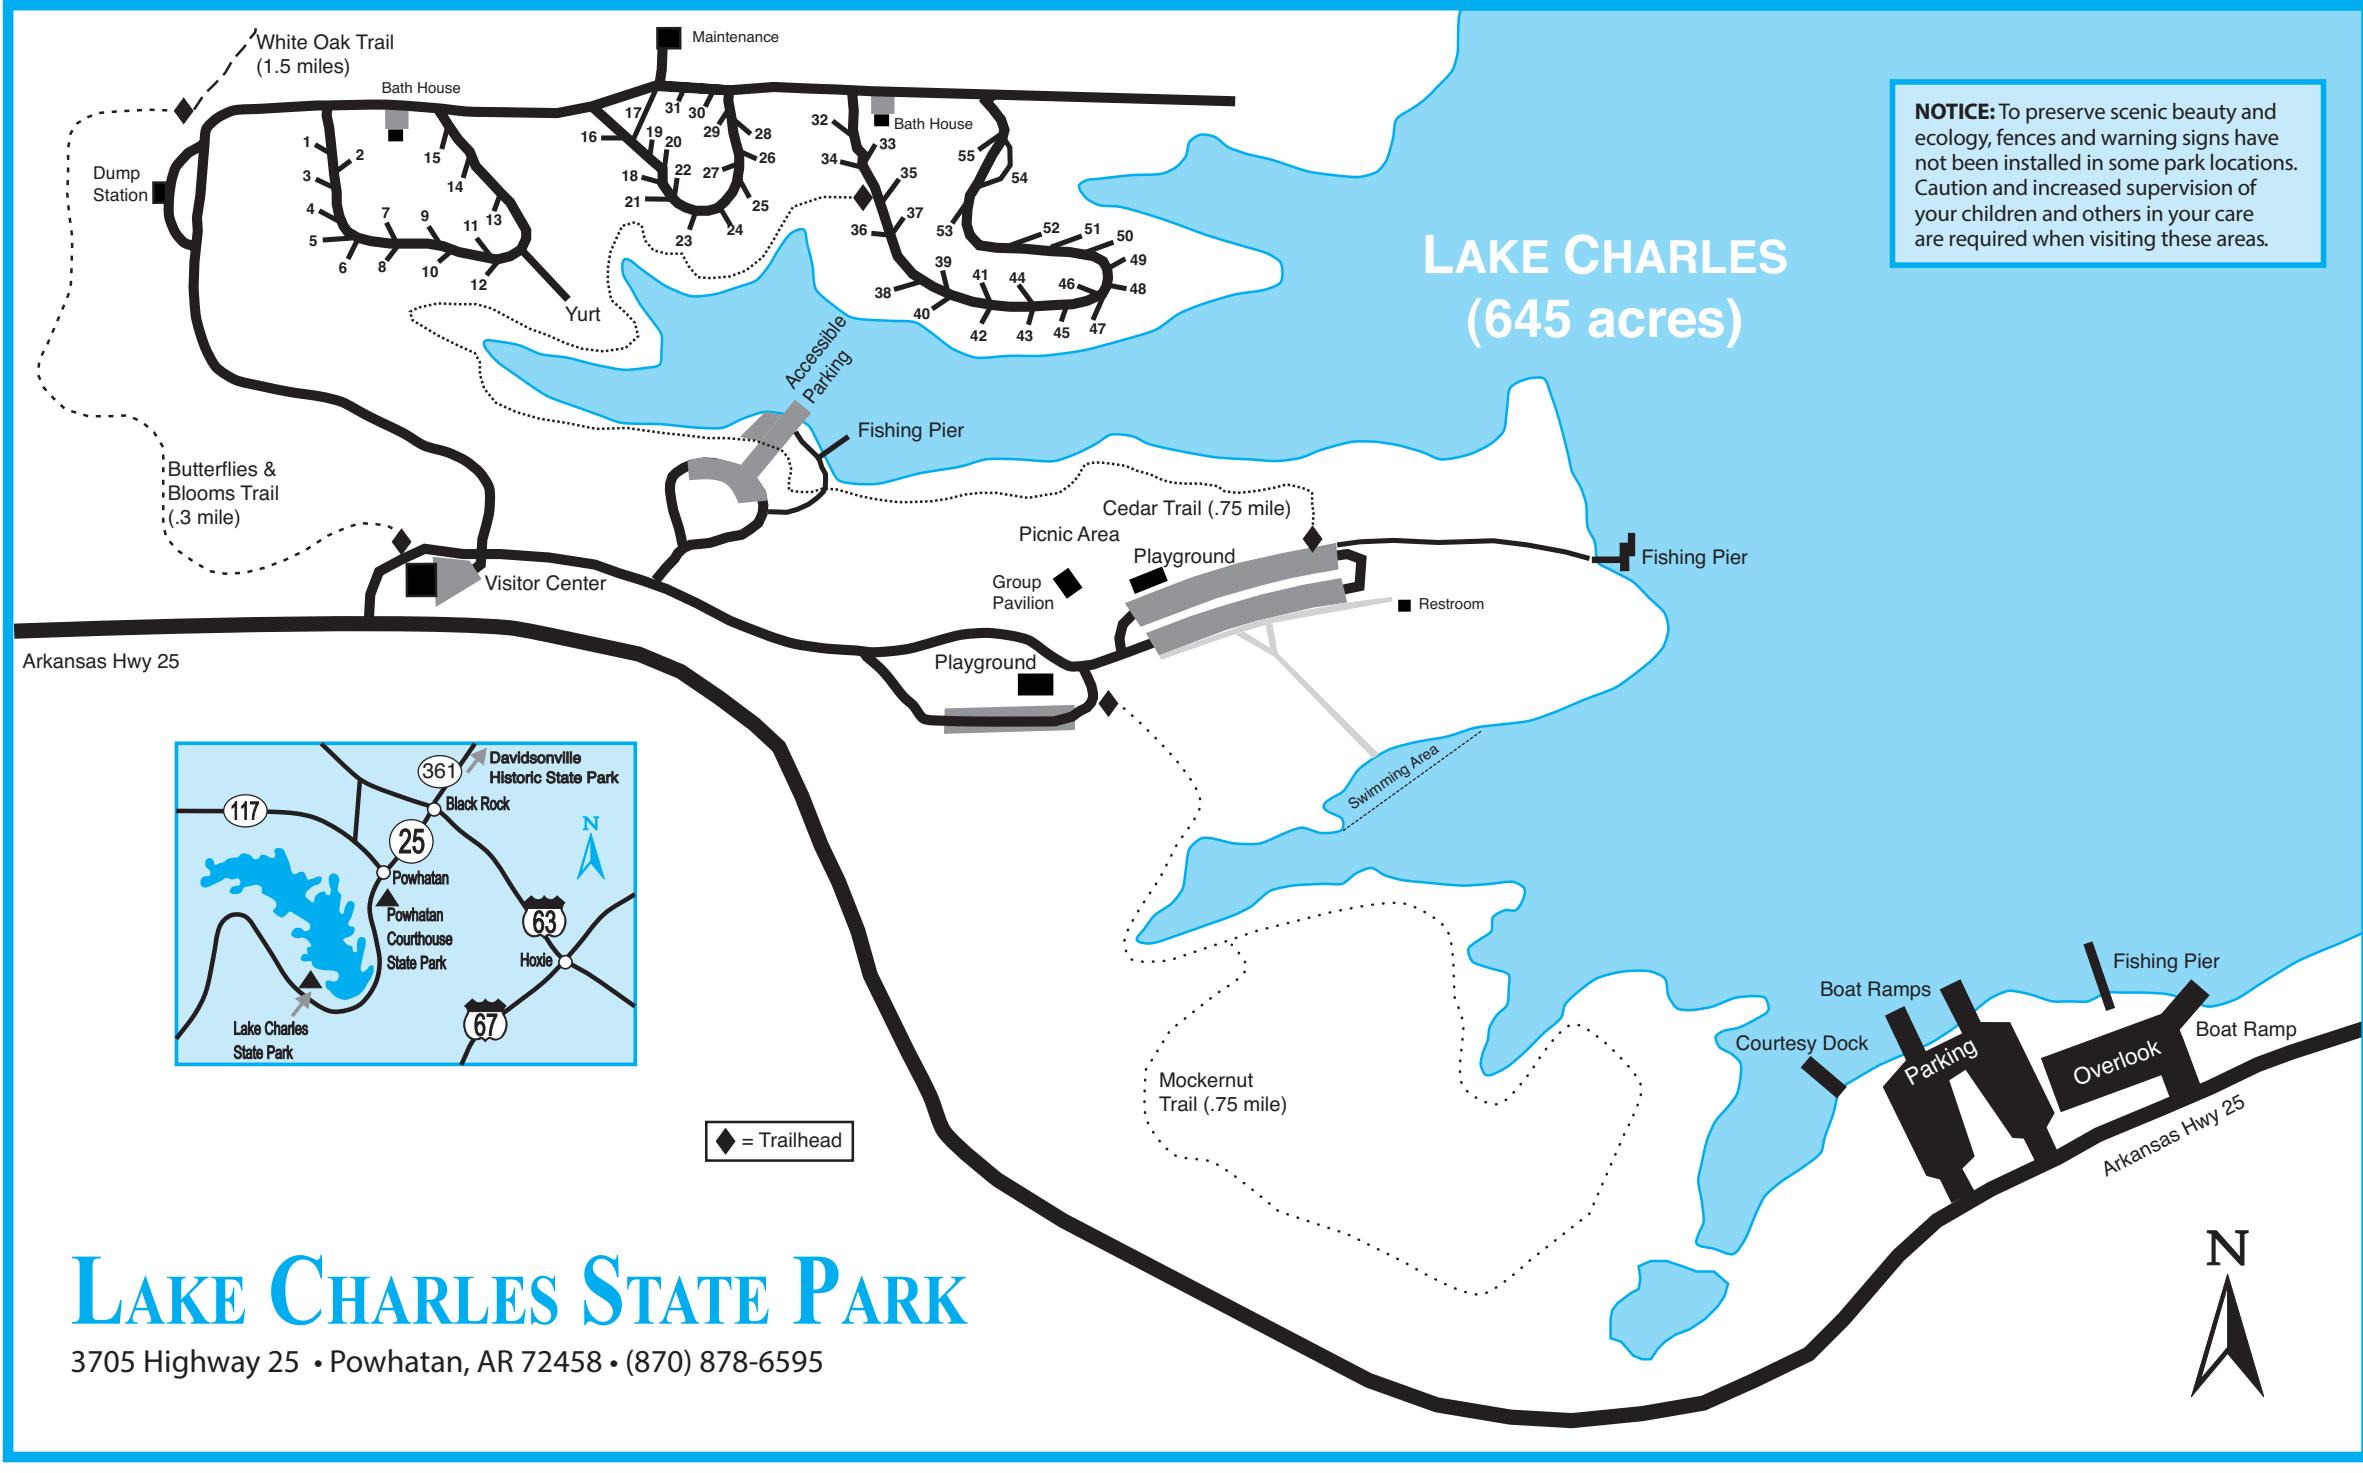 White Oak Trail
(1.5 miles)
Maintenance
Bath House
Bath House
Dump
Station
1
2
3
4
5
6
7
8
9
10
11
12
13
14
15
Yurt
16
17
18
19
20
21
22
23
24
25
26
27
28
29
30
31
32
33
34
35
36
37
38
39
40
41
42
43
44
45
46
47
48
49
50
51
52
53
54
55
NOTICE: To preserve scenic beauty and
ecology, fences and warning signs have
not been installed in some park locations.
Caution and increased supervision of
your children and others in your care
are required when visiting these areas.
LAKE CHARLES
(645 acres)
Accessible
Parking
Fishing Pier
Butterflies &
Blooms Trail
(.3 mile)
Cedar Trail (.75 mile)
Picnic Area
Playground
Group
Pavilion
Fishing Pier
Restroom
Visitor Center
Arkansas Hwy 25
Playground
Swimming Area
361
Davidsonville
Historic State Park
117
Black Rock
25
N
Powhatan
Powhatan
Courthouse
State Park
63
Hoxie
67
Lake Charles
State Park
Fishing Pier
Boat Ramps
Boat Ramp
Courtesy Dock
Parking
Overlook
Arkansas Hwy 25
Mockernut
Trail (.75 mile)
= Trailhead
N
LAKE CHARLES STATE PARK
3705 Highway 25 • Powhatan, AR 72458 • (870) 878-6595